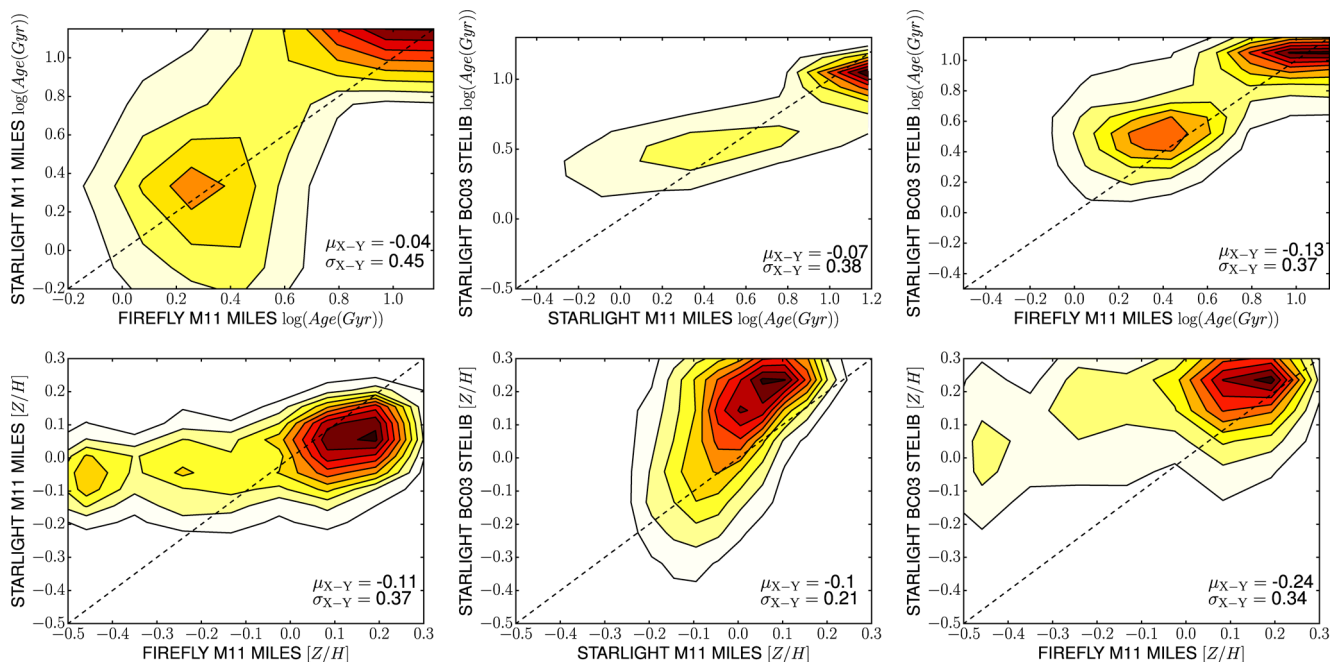 STARLIGHT M11 MILES log(Age(Gyr))
1.0
0.8
0.6
0.4
0.2
0.0
−0.2
μX−Y = -0.04
σX−Y = 0.45
−0.2 0.0 0.2 0.4 0.6 0.8 1.0
FIREFLY M11 MILES log(Age(Gyr))
STARLIGHT BC03 STELIB log(Age(Gyr))
1.0
0.5
0.0
−0.5
μX−Y = -0.07
σX−Y = 0.38
−0.4 −0.2 0.0 0.2 0.4 0.6 0.8 1.0 1.2
STARLIGHT M11 MILES log(Age(Gyr))
STARLIGHT BC03 STELIB log(Age(Gyr))
1.0
0.8
0.6
0.4
0.2
0.0
−0.2
−0.4
μX−Y = -0.13
σX−Y = 0.37
−0.4 −0.2 0.0 0.2 0.4 0.6 0.8 1.0
FIREFLY M11 MILES log(Age(Gyr))
STARLIGHT M11 MILES [Z/H]
0.3
0.2
0.1
0.0
−0.1
−0.2
−0.3
−0.4
−0.5
μX−Y = -0.11
σX−Y = 0.37
−0.5 −0.4 −0.3 −0.2 −0.1 0.0 0.1 0.2 0.3
FIREFLY M11 MILES [Z/H]
STARLIGHT BC03 STELIB [Z/H]
0.3
0.2
0.1
0.0
−0.1
−0.2
−0.3
−0.4
−0.5
μX−Y = -0.1
σX−Y = 0.21
−0.5 −0.4 −0.3 −0.2 −0.1 0.0 0.1 0.2 0.3
STARLIGHT M11 MILES [Z/H]
STARLIGHT BC03 STELIB [Z/H]
0.3
0.2
0.1
0.0
−0.1
−0.2
−0.3
−0.4
−0.5
μX−Y = -0.24
σX−Y = 0.34
−0.5 −0.4 −0.3 −0.2 −0.1 0.0 0.1 0.2 0.3
FIREFLY M11 MILES [Z/H]